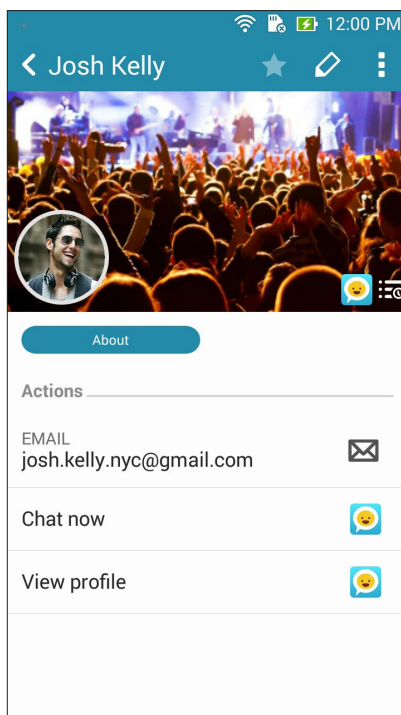 12:00 PM
Josh Kelly
About
Actions
EMAIL
josh.kelly.nyc@gmail.com
Chat now
View profile